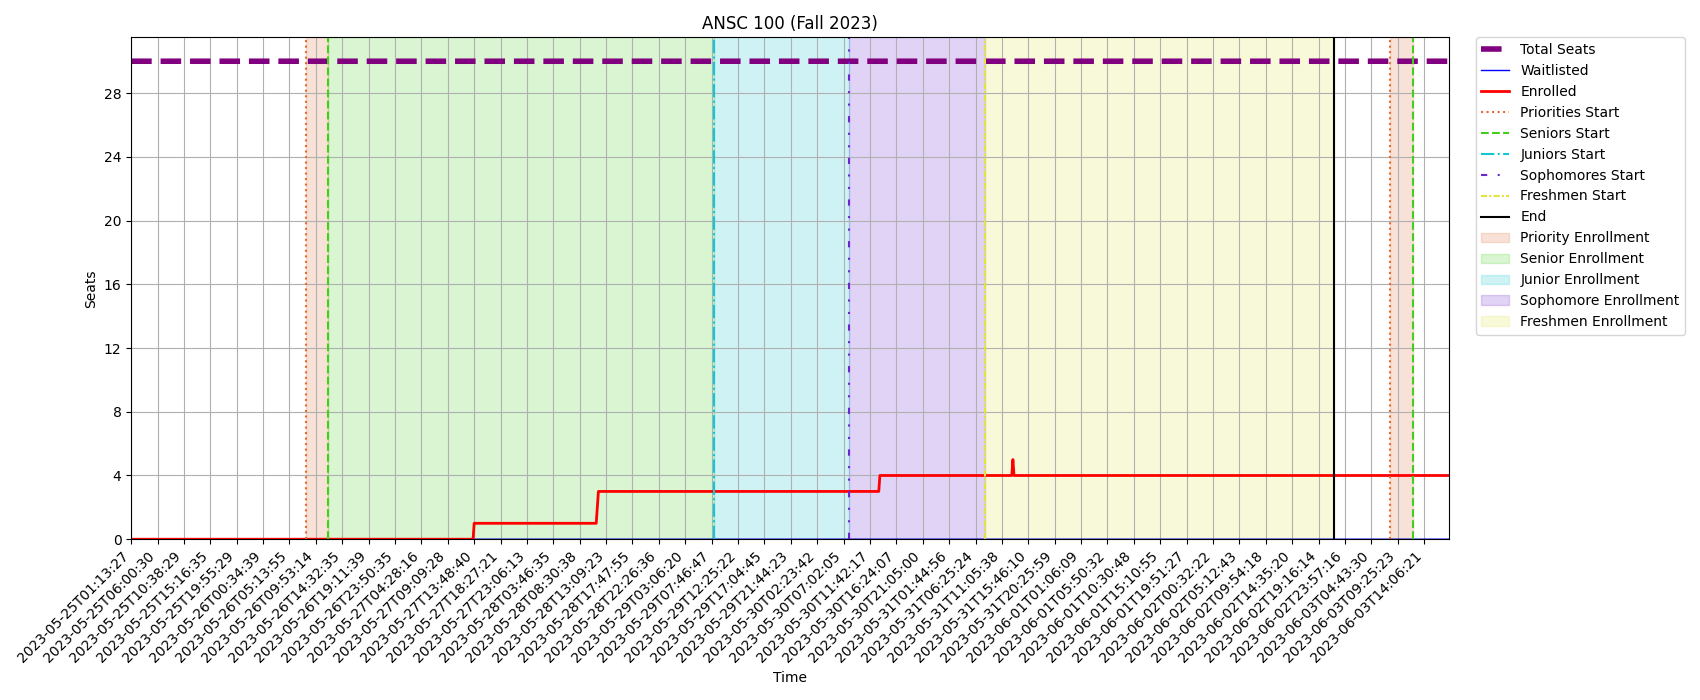 ANSC 100 (Fall 2023)
Seats
28
24
20
16
12
8
4
0
2023-05-25T01:13:27
2023-05-25T06:00:30
2023-05-25T10:38:29
2023-05-25T15:16:35
2023-05-25T19:55:29
2023-05-26T00:34:39
2023-05-26T05:13:55
2023-05-26T09:53:14
2023-05-26T14:32:35
2023-05-26T19:11:39
2023-05-26T23:50:35
2023-05-27T04:28:16
2023-05-27T09:09:28
2023-05-27T13:48:40
2023-05-27T18:27:21
2023-05-27T23:06:13
2023-05-28T03:46:35
2023-05-28T08:30:38
2023-05-28T13:09:23
2023-05-28T17:47:55
2023-05-28T22:26:36
2023-05-29T03:06:20
2023-05-29T07:46:47
2023-05-29T12:25:22
2023-05-29T17:04:45
2023-05-29T21:44:23
2023-05-30T02:23:42
2023-05-30T07:02:05
2023-05-30T11:42:17
2023-05-30T16:24:07
2023-05-30T21:05:00
2023-05-31T01:44:56
2023-05-31T06:25:24
2023-05-31T11:05:38
2023-05-31T15:46:10
2023-05-31T20:25:59
2023-06-01T01:06:09
2023-06-01T05:50:32
2023-06-01T10:30:48
2023-06-01T15:10:55
2023-06-01T19:51:27
2023-06-02T00:32:22
2023-06-02T05:12:43
2023-06-02T09:54:18
2023-06-02T14:35:20
2023-06-02T19:16:14
2023-06-02T23:57:16
2023-06-03T04:43:30
2023-06-03T09:25:23
2023-06-03T14:06:21
Time
Total Seats
Waitlisted
Enrolled
Priorities Start
Seniors Start
Juniors Start
Sophomores Start
Freshmen Start
End
Priority Enrollment
Senior Enrollment
Junior Enrollment
Sophomore Enrollment
Freshmen Enrollment